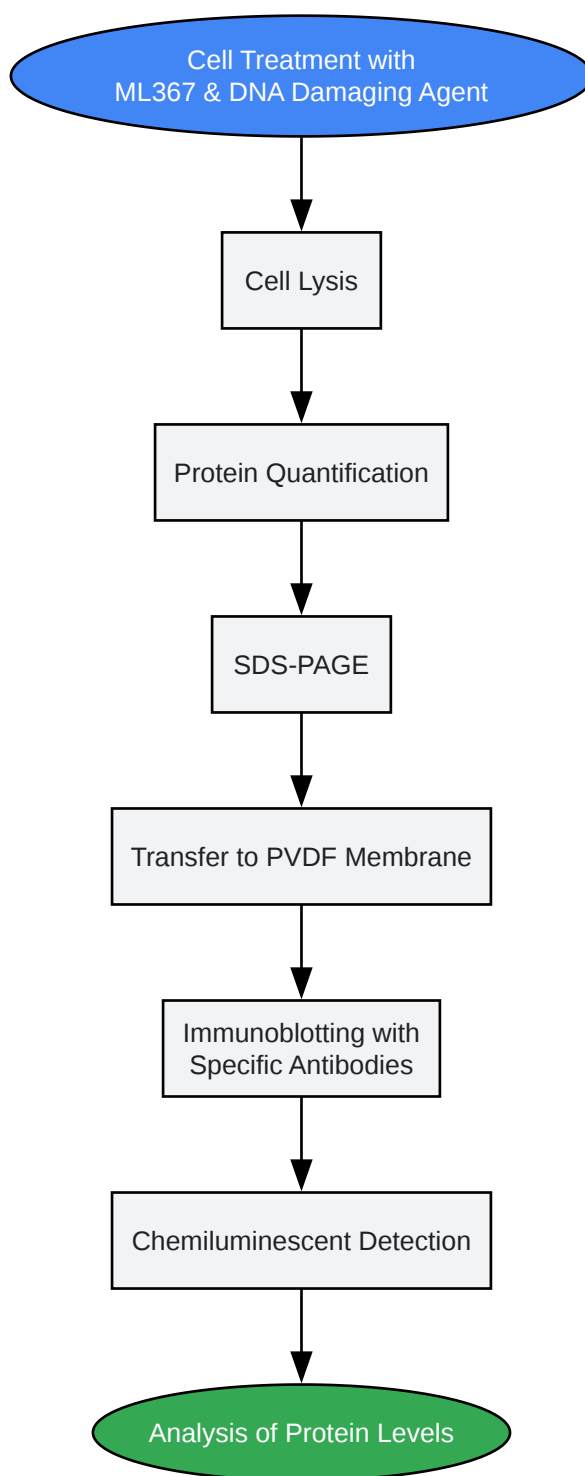 Cell Treatment with
ML367 & DNA Damaging Agent
Cell Lysis
Protein Quantification
SDS-PAGE
Transfer to PVDF Membrane
Immunoblotting with
Specific Antibodies
Chemiluminescent Detection
Analysis of Protein Levels